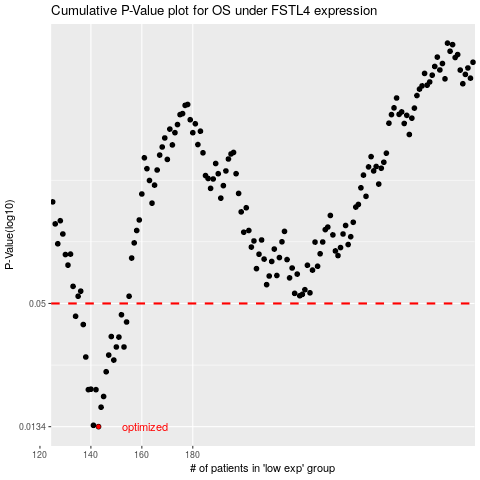 Cumulative P-Value plot for OS under FSTL4 expression
P-Value(log10)
0.05
0.0134
optimized
120 140 160 180
# of patients in 'low exp' group